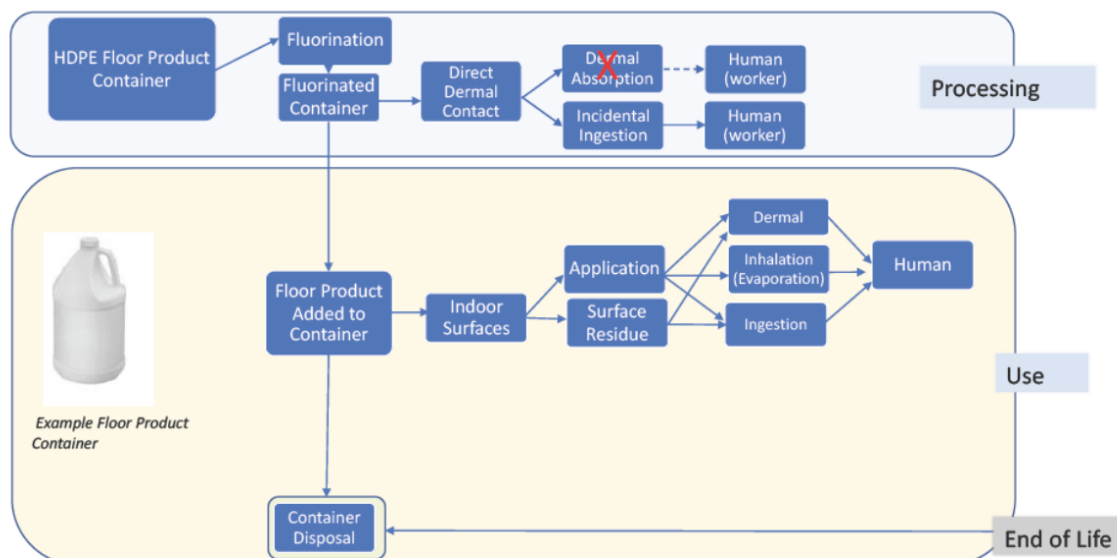 HDPE Floor Product
Container
Fluorination
Fluorinated
Container
Direct
Dermal
Contact
Dermal
Absorption
Human
(worker)
Incidental
Ingestion
Human
(worker)
Processing
Example Floor Product
Container
Floor Product
Added to
Container
Indoor
Surfaces
Application
Surface
Residue
Dermal
Inhalation
(Evaporation)
Ingestion
Human
Use
Container
Disposal
End of Life